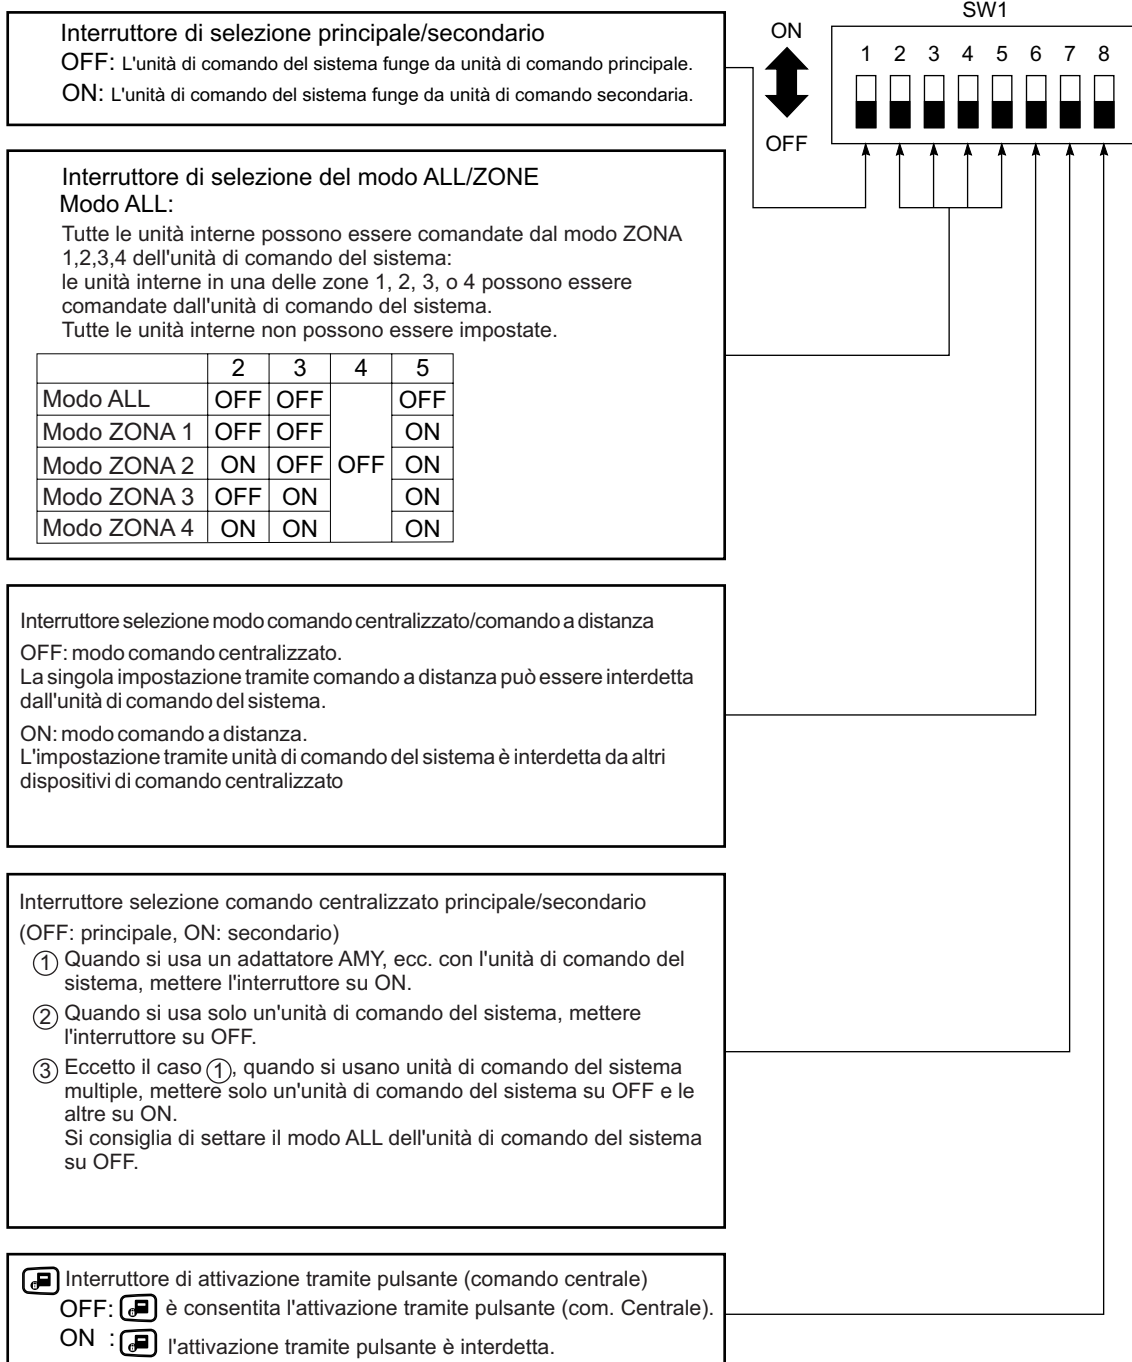 SW1
ON
1 2 3 4 5 6 7 8
OFF
Interruttore di selezione principale/secondario
OFF: L'unità di comando del sistema funge da unità di comando principale.
ON: L'unità di comando del sistema funge da unità di comando secondaria.
Interruttore di selezione del modo ALL/ZONE
Modo ALL:
Tutte le unità interne possono essere comandate dal modo ZONA
1,2,3,4 dell'unità di comando del sistema:
le unità interne in una delle zone 1, 2, 3, o 4 possono essere
comandate dall'unità di comando del sistema.
Tutte le unità interne non possono essere impostate.
2 3 4 5
Modo ALL OFF OFF OFF
Modo ZONA 1 OFF OFF ON
Modo ZONA 2 ON OFF OFF ON
Modo ZONA 3 OFF ON ON
Modo ZONA 4 ON ON ON
Interruttore selezione modo comando centralizzato/comando a distanza
OFF: modo comando centralizzato.
La singola impostazione tramite comando a distanza può essere interdetta
dall'unità di comando del sistema.
ON: modo comando a distanza.
L'impostazione tramite unità di comando del sistema è interdetta da altri
dispositivi di comando centralizzato
Interruttore selezione comando centralizzato principale/secondario
(OFF: principale, ON: secondario)
① Quando si usa un adattatore AMY, ecc. con l'unità di comando del
sistema, mettere l'interruttore su ON.
② Quando si usa solo un'unità di comando del sistema, mettere
l'interruttore su OFF.
③ Eccetto il caso ①, quando si usano unità di comando del sistema
multiple, mettere solo un'unità di comando del sistema su OFF e le
altre su ON.
Si consiglia di settare il modo ALL dell'unità di comando del sistema
su OFF.
Interruttore di attivazione tramite pulsante (comando centrale)
OFF: è consentita l'attivazione tramite pulsante (com. Centrale).
ON : l'attivazione tramite pulsante è interdetta.